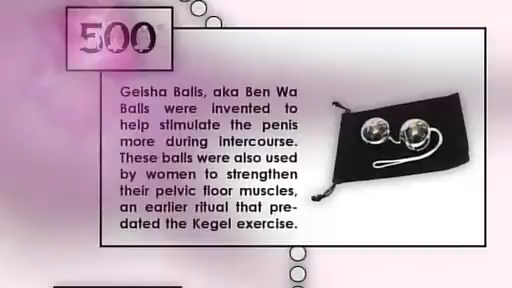 500
Geisha Balls, aka Ben Wa
Balls were invented to
help stimulate the penis
more during intercourse.
These balls were also used
by women to strengthen
their pelvic floor muscles,
an earlier ritual that pre-
dated the Kegel exercise.